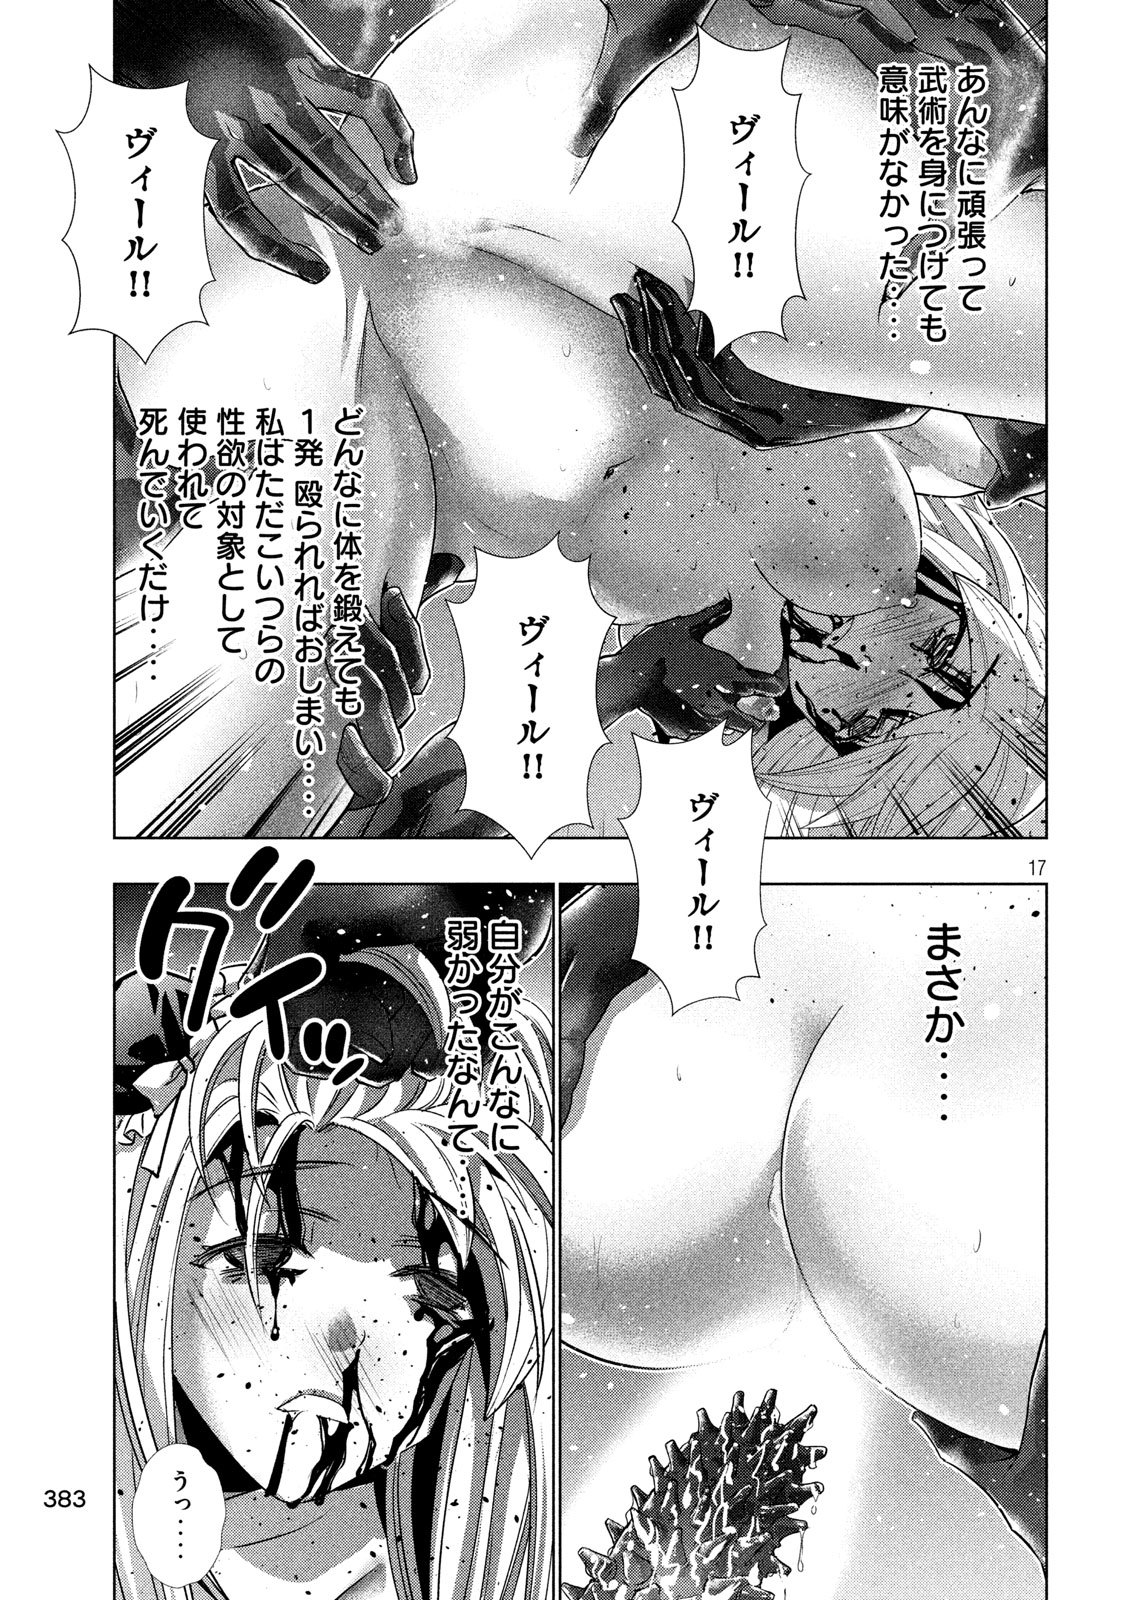 あんなに頑張って
武術を身につけても
意味がなかった‥‥
ヴィール!!
ヴィール!!
どんなに体を鍛えても
1発 殴られればおしまい‥‥
私はただこいつらの
性欲の対象として
使われて
死んでいくだけ‥‥
ヴィール!!
ヴィール!!
17
まさか‥‥
自分がこんなに
弱かったなんて‥‥
グイッ
うっ‥‥
383